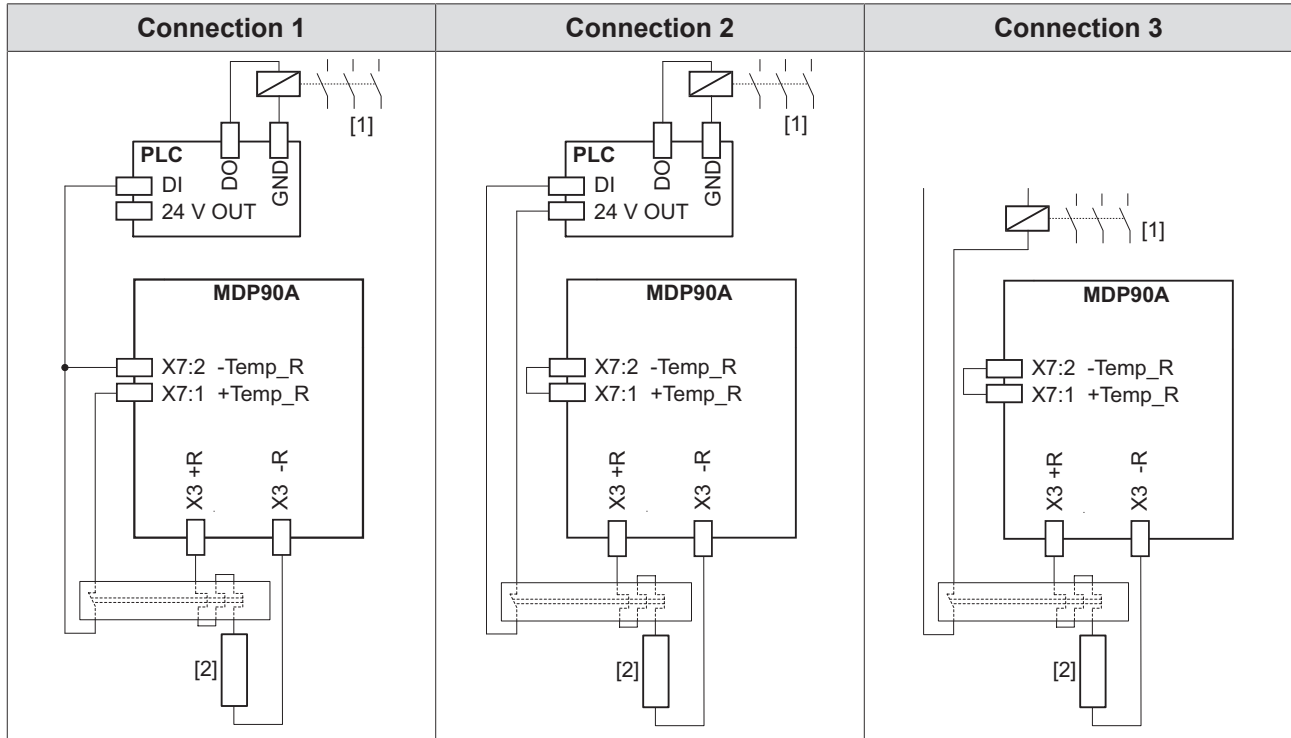 Connection 1
Connection 2
Connection 3
[1]
PLC
DO
GND
DI
24 V OUT
MDP90A
X7:2 -Temp_R
X7:1 +Temp_R
X3 +R
X3 -R
[2]
[1]
PLC
DO
GND
DI
24 V OUT
MDP90A
X7:2 -Temp_R
X7:1 +Temp_R
X3 +R
X3 -R
[2]
[1]
MDP90A
X7:2 -Temp_R
X7:1 +Temp_R
X3 +R
X3 -R
[2]